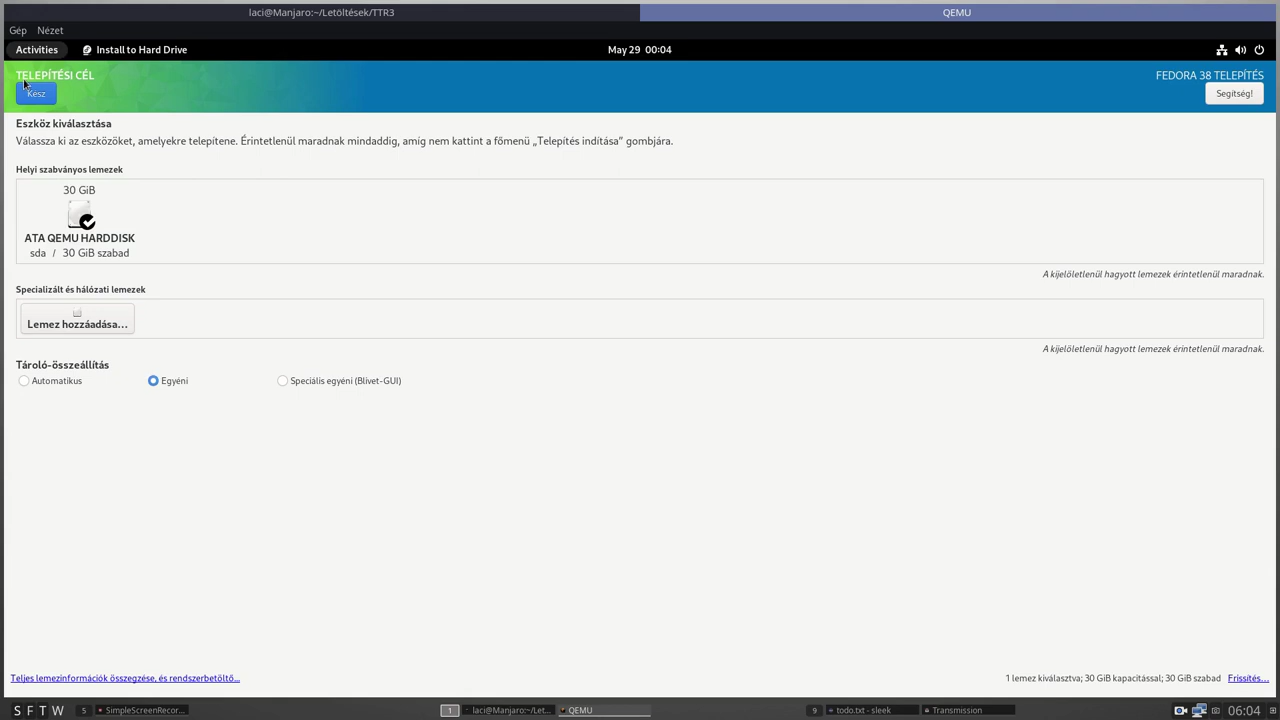 laci@Manjaro:~/Letöltések/TTR3
QEMU
Gép Nézet
Activities Install to Hard Drive May 29 00:04
TELEPÍTÉSI CÉL
FEDORA 38 TELEPÍTÉS
Kész
Segítség!
Eszköz kiválasztása
Válassza ki az eszközöket, amelyekre telepítene. Érintetlenül maradnak mindaddig, amíg nem kattint a főmenü „Telepítés indítása” gombjára.
Helyi szabványos lemezek
30 GiB
ATA QEMU HARDDISK
sda / 30 GiB szabad
A kijelöletlenül hagyott lemezek érintetlenül maradnak.
Specializált és hálózati lemezek
Lemez hozzáadása…
A kijelöletlenül hagyott lemezek érintetlenül maradnak.
Tároló-összeállítás
Automatikus Egyéni Speciális egyéni (Blivet-GUI)
Teljes lemezinformációk összegzése, és rendszerbetöltő…
1 lemez kiválasztva; 30 GiB kapacitással; 30 GiB szabad Frissítés…
S F T W 5 SimpleScreenRecor... 1 laci@Manjaro:~/Let... QEMU 9 todo.txt - sleek Transmission 06:04